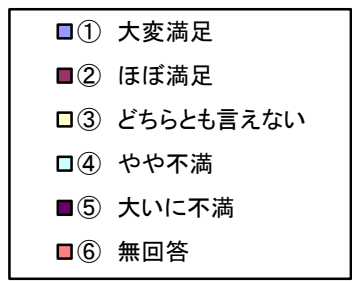 ① 大変満足
② ほぼ満足
③ どちらとも言えない
④ やや不満
⑤ 大いに不満
⑥ 無回答